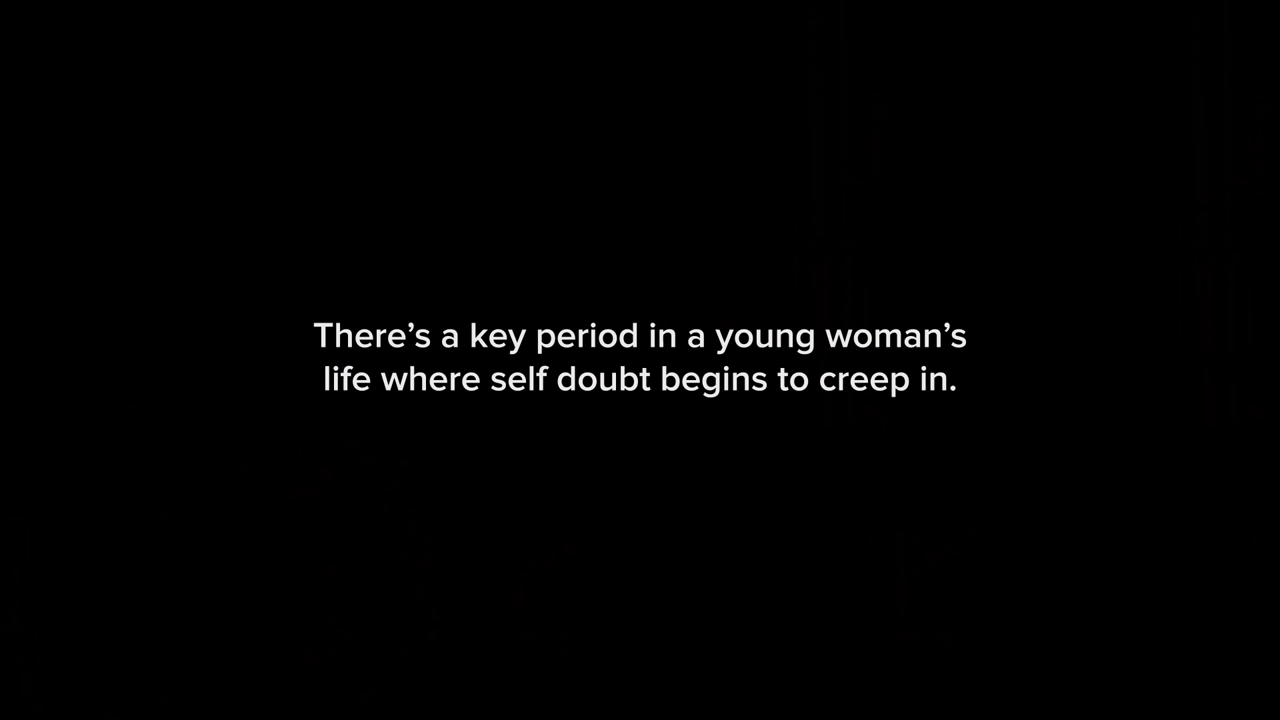 There’s a key period in a young woman’s
life where self doubt begins to creep in.